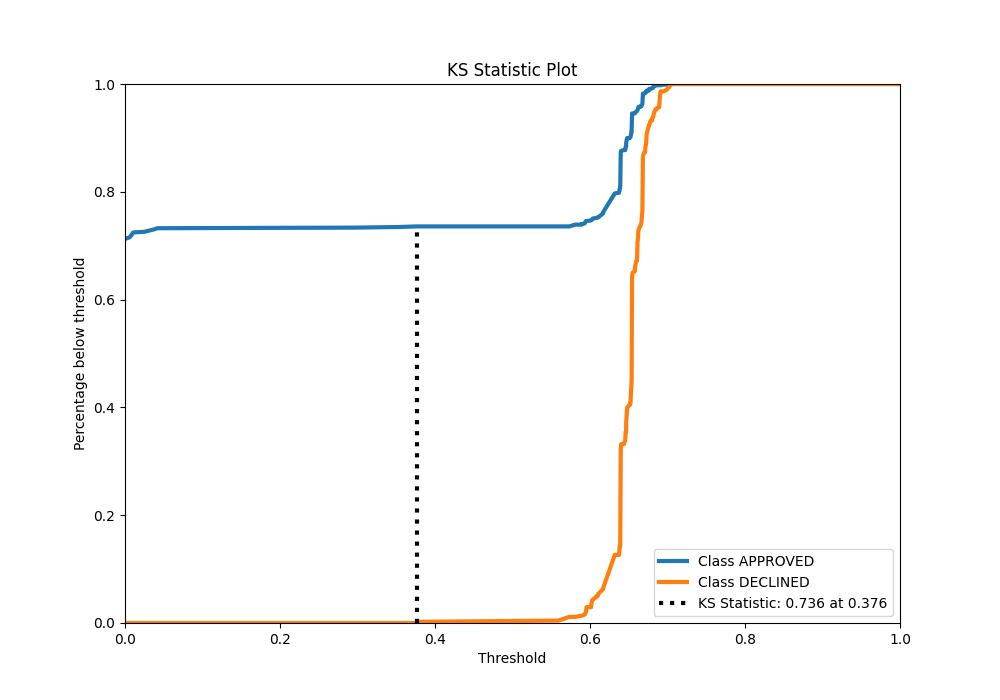 KS Statistic Plot
1.0
0.8
0.6
0.4
0.2
0.0
Percentage below threshold
0.0 0.2 0.4 0.6 0.8 1.0
Threshold
Class APPROVED
Class DECLINED
KS Statistic: 0.736 at 0.376